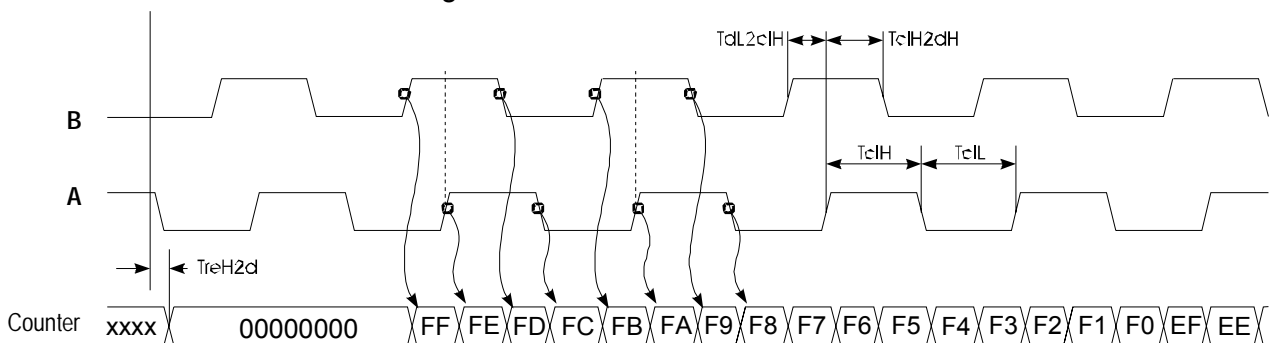 TdL2clH TclH2dH
B
TclH TclL
A
TreH2d
Counter xxxx 00000000 FF FE FD FC FB FA F9 F8 F7 F6 F5 F4 F3 F2 F1 F0 EF EE